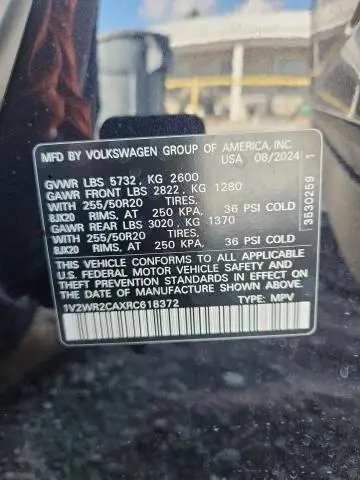 MFD BY VOLKSWAGEN GROUP OF AMERICA, INC
USA 08/2024
GVWR LBS 5732, KG 2600
GAWR FRONT LBS 2822, KG 1280
WITH 255/50R20 TIRES,
8JX20 RIMS, AT 250 KPA, 36 PSI COLD
GAWR REAR LBS 3020, KG 1370
WITH 255/50R20 TIRES,
8JX20 RIMS, AT 250 KPA, 36 PSI COLD
THIS VEHICLE CONFORMS TO ALL APPLICABLE
U.S. FEDERAL MOTOR VEHICLE SAFETY AND
THEFT PREVENTION STANDARDS IN EFFECT ON
THE DATE OF MANUFACTURE SHOWN ABOVE.
1V2WR2CAXRC618372 TYPE: MPV
3530259 1